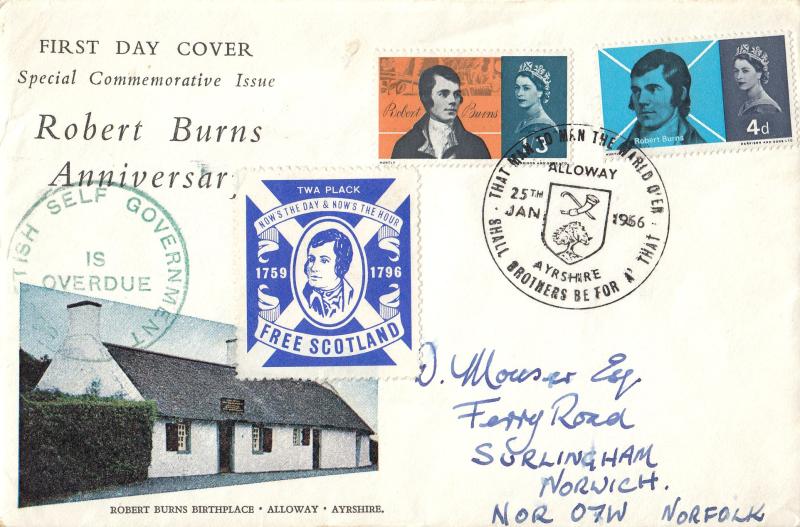 FIRST DAY COVER
Special Commemorative Issue
Robert Burns
Anniversary
TISH SELF GOVERNMENT
IS
OVERDUE
TWA PLACK
NOW'S THE DAY & NOW'S THE HOUR
1759 1796
FREE SCOTLAND
Robert Burns
Robert Burns
4d
THAT MAN TO MAN THE WARLD O'ER
SHALL BROTHERS BE FOR A' THAT
ALLOWAY
25TH
JAN 1966
AYRSHIRE
D. Mouser Esq
Ferry Road
SURLINGHAM
NORWICH.
NOR 07W NORFOLK
ROBERT BURNS BIRTHPLACE · ALLOWAY · AYRSHIRE.